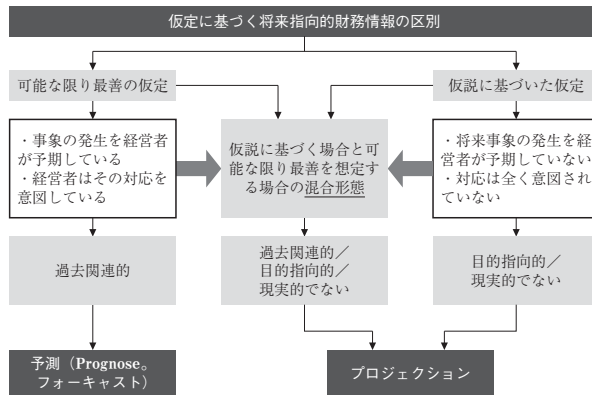 仮定に基づく将来指向的財務情報の区別
可能な限り最善の仮定
仮説に基づいた仮定
・事象の発生を経営者
が予期している
・経営者はその対応を
意図している
仮説に基づく場合と可
能な限り最善を想定す
る場合の混合形態
・将来事象の発生を経
営者が予期していない
・対応は全く意図され
ていない
過去関連的
過去関連的／
目的指向的／
現実的でない
目的指向的／
現実的でない
予測（Prognose。
フォーキャスト）
プロジェクション